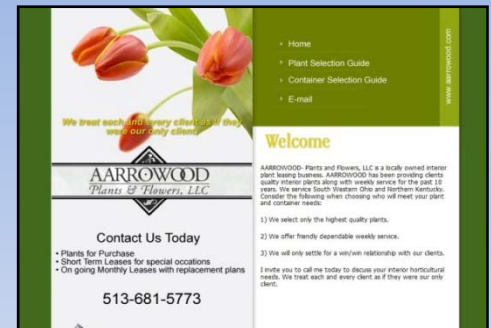 We treat each and every client as if they
were our only client.
AARROWOOD
Plants & Flowers, LLC
Contact Us Today
• Plants for Purchase
• Short Term Leases for special occations
• On going Monthly Leases with replacement plans
513-681-5773
Home
Plant Selection Guide
Container Selection Guide
E-mail
www.aarrowood.com
Welcome
AARROWOOD- Plants and Flowers, LLC is a locally owned interior
plant leasing business. AARROWOOD has been providing clients
quality interior plants along with weekly service for the past 10
years. We service South Western Ohio and Northern Kentucky.
Consider the following when choosing who will meet your plant
and container needs:
1) We select only the highest quality plants.
2) We offer friendly dependable weekly service.
3) We will only settle for a win/win relationship with our clients.
I invite you to call me today to discuss your interior horticultural
needs. We treat each and every client as if they were our only
client.